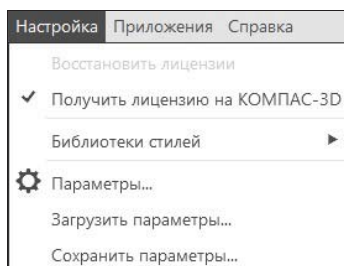 Настройка Приложения Справка
Восстановить лицензии
Получить лицензию на КОМПАС-3D
Библиотеки стилей
Параметры...
Загрузить параметры...
Сохранить параметры...